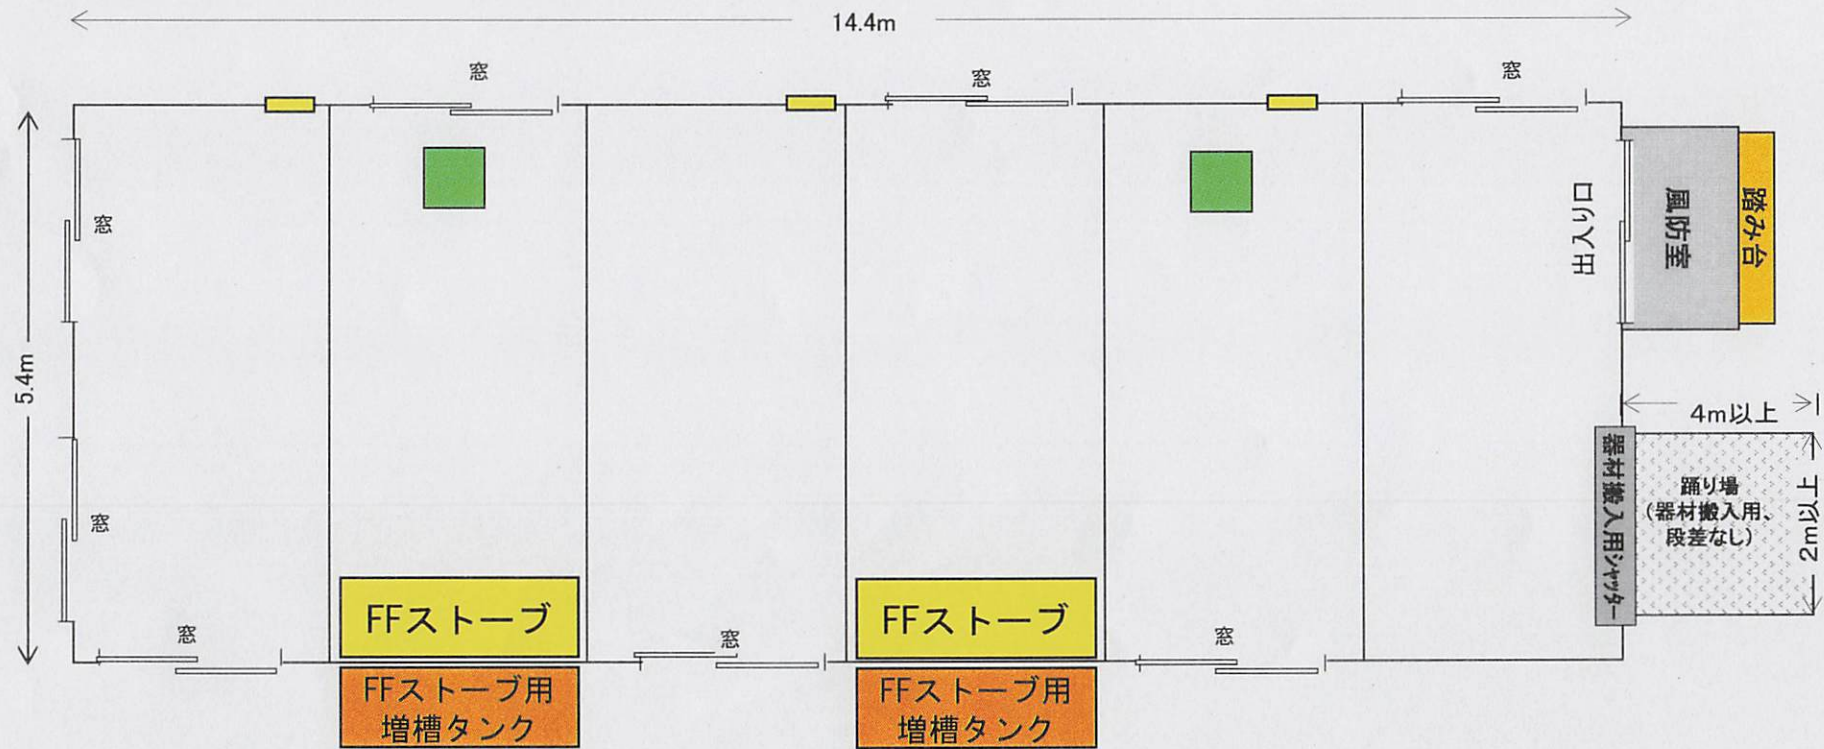 14.4m
窓
窓
窓
5.4m
窓
窓
出入り口
風防室
踏み台
4m以上
器材搬入用シャッター
踊り場
(器材搬入用、
段差なし)
2m以上
FFストーブ
FFストーブ
窓
窓
窓
FFストーブ用
増槽タンク
FFストーブ用
増槽タンク